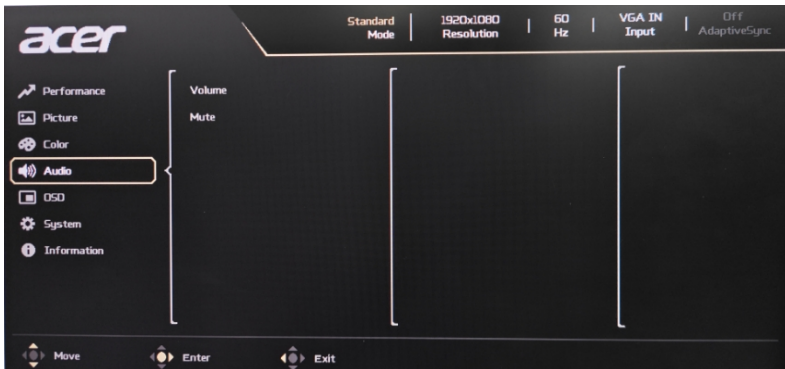 acer
Standard 1920x1080 60 VGA IN Off
Mode Resolution Hz Input AdaptiveSync
Performance Volume
Picture Mute
Color
Audio
OSD
System
Information
Move Enter Exit